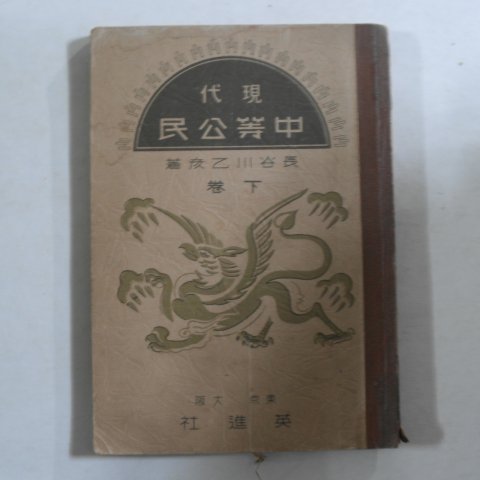 現代
中等公民
長谷川乙彦著
下卷
東京 大阪
英進社